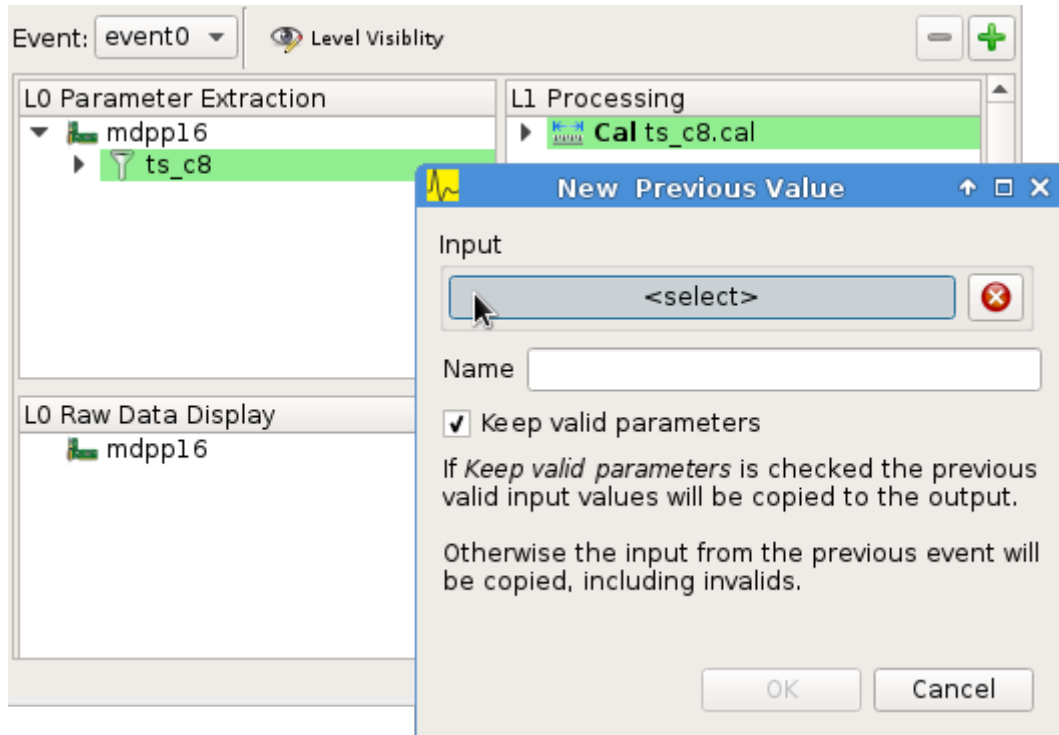 Event: event0 Level Visiblity
L0 Parameter Extraction
mdpp16
ts_c8
L1 Processing
Cal ts_c8.cal
L0 Raw Data Display
mdpp16
New Previous Value
Input
<select>
Name
Keep valid parameters
If Keep valid parameters is checked the previous
valid input values will be copied to the output.
Otherwise the input from the previous event will
be copied, including invalids.
OK Cancel